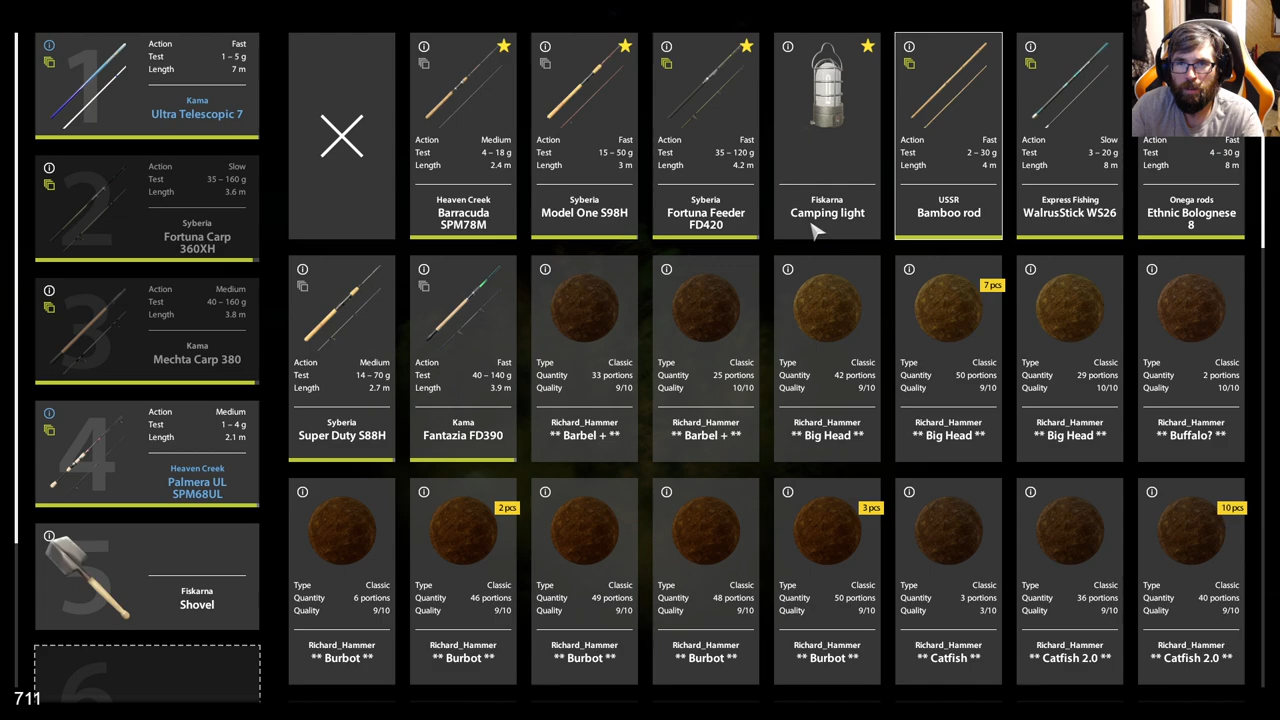 1
Action Fast
Test 1 – 5 g
Length 7 m
Kama
Ultra Telescopic 7
2
Action Slow
Test 35 – 160 g
Length 3.6 m
Syberia
Fortuna Carp
360XH
3
Action Medium
Test 40 – 160 g
Length 3.8 m
Kama
Mechta Carp 380
4
Action Medium
Test 1 – 4 g
Length 2.1 m
Heaven Creek
Palmera UL
SPM68UL
5
Fiskarna
Shovel
6
711
Action Medium
Test 4 – 18 g
Length 2.4 m
Heaven Creek
Barracuda
SPM78M
Action Fast
Test 15 – 50 g
Length 3 m
Syberia
Model One S98H
Action Fast
Test 35 – 120 g
Length 4.2 m
Syberia
Fortuna Feeder
FD420
Fiskarna
Camping light
Action Fast
Test 2 – 30 g
Length 4 m
USSR
Bamboo rod
Action Slow
Test 3 – 20 g
Length 8 m
Express Fishing
WalrusStick WS26
Action Fast
Test 4 – 30 g
Length 8 m
Onega rods
Ethnic Bolognese
8
Action Medium
Test 14 – 70 g
Length 2.7 m
Syberia
Super Duty S88H
Action Fast
Test 40 – 140 g
Length 3.9 m
Kama
Fantazia FD390
Type Classic
Quantity 33 portions
Quality 9/10
Richard_Hammer
** Barbel + **
Type Classic
Quantity 25 portions
Quality 10/10
Richard_Hammer
** Barbel + **
Type Classic
Quantity 42 portions
Quality 9/10
Richard_Hammer
** Big Head **
7 pcs
Type Classic
Quantity 50 portions
Quality 9/10
Richard_Hammer
** Big Head **
Type Classic
Quantity 29 portions
Quality 10/10
Richard_Hammer
** Big Head **
Type Classic
Quantity 2 portions
Quality 10/10
Richard_Hammer
** Buffalo? **
Type Classic
Quantity 6 portions
Quality 9/10
Richard_Hammer
** Burbot **
2 pcs
Type Classic
Quantity 46 portions
Quality 9/10
Richard_Hammer
** Burbot **
Type Classic
Quantity 49 portions
Quality 9/10
Richard_Hammer
** Burbot **
Type Classic
Quantity 48 portions
Quality 9/10
Richard_Hammer
** Burbot **
3 pcs
Type Classic
Quantity 50 portions
Quality 9/10
Richard_Hammer
** Burbot **
Type Classic
Quantity 3 portions
Quality 3/10
Richard_Hammer
** Catfish **
Type Classic
Quantity 36 portions
Quality 9/10
Richard_Hammer
** Catfish 2.0 **
10 pcs
Type Classic
Quantity 40 portions
Quality 9/10
Richard_Hammer
** Catfish 2.0 **